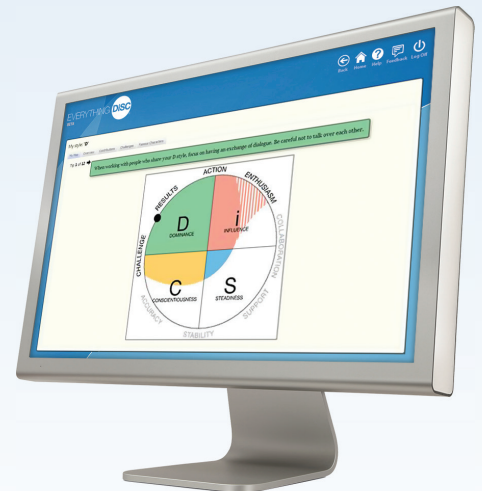 Back Home Help Feedback Log Off
EVERYTHING DiSC
BETA
My style
When working with people who share your D style, focus on having an exchange of dialogue. Be careful not to talk over each other.
ACTION
RESULTS
ENTHUSIASM
D
DOMINANCE
i
INFLUENCE
CHALLENGE
COLLABORATION
C
CONSCIENTIOUSNESS
S
STEADINESS
ACCURACY
SUPPORT
STABILITY